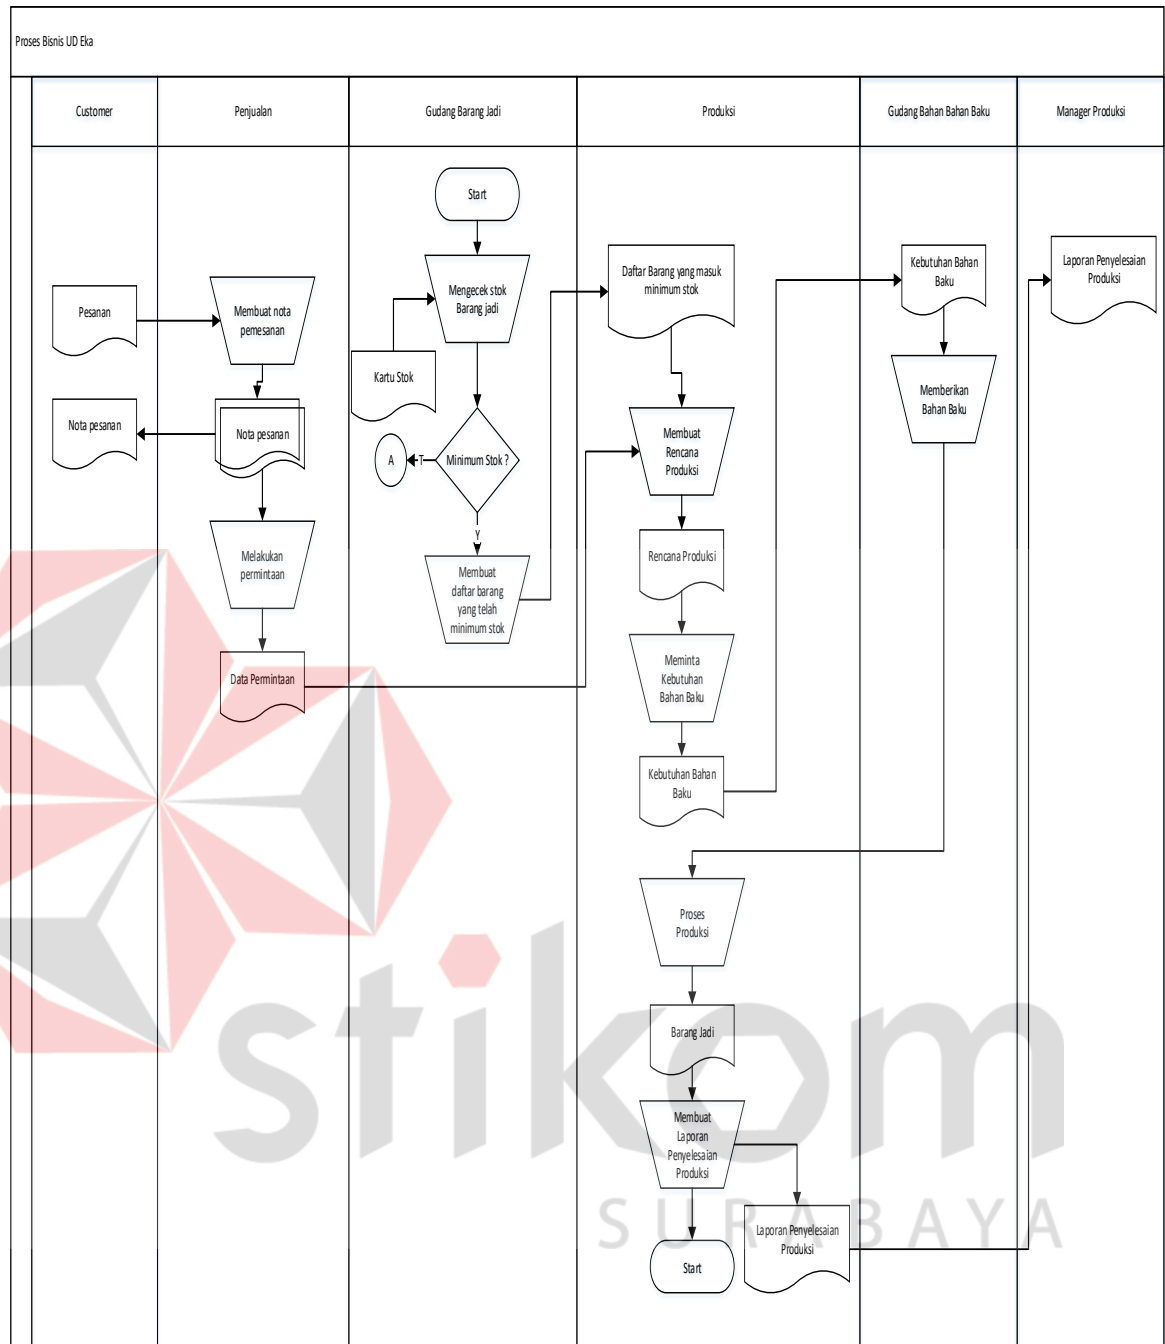 Proses Bisnis UD Eka
Customer
Penjualan
Gudang Barang Jadi
Produksi
Gudang Bahan Bahan Baku
Manager Produksi
Pesanan
Nota pesanan
Membuat nota
pemesanan
Nota pesanan
Melakukan
permintaan
Data Permintaan
Start
Mengecek stok
Barang jadi
Kartu Stok
Minimum Stok ?
T
A
Y
Membuat
daftar barang
yang telah
minimum stok
Daftar Barang yang masuk
minimum stok
Membuat
Rencana
Produksi
Rencana Produksi
Meminta
Kebutuhan
Bahan Baku
Kebutuhan Bahan
Baku
Proses
Produksi
Barang Jadi
Membuat
Laporan
Penyelesaian
Produksi
Start
Laporan Penyelesaian
Produksi
Kebutuhan Bahan
Baku
Memberikan
Bahan Baku
Laporan Penyelesaian
Produksi
stikom
SURABAYA